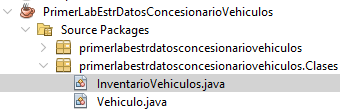 PrimerLabEstrDatosConcesionarioVehiculos
Source Packages
primerlabestrdatosconcesionariovehiculos
primerlabestrdatosconcesionariovehiculos.Clases
InventarioVehiculos.java
Vehiculo.java